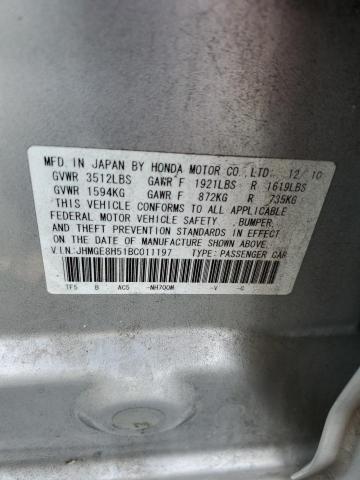 MFD. IN JAPAN BY HONDA MOTOR CO.,LTD. 12/10
GVWR 3512LBS GAWR F 1921LBS R 1619LBS
GVWR 1594KG GAWR F 872KG R 735KG
THIS VEHICLE CONFORMS TO ALL APPLICABLE
FEDERAL MOTOR VEHICLE SAFETY, BUMPER,
AND THEFT PREVENTION STANDARDS IN EFFECT ON
THE DATE OF MANUFACTURE SHOWN ABOVE.
V.I.N.:JHMGE8H51BC011197 TYPE: PASSENGER CAR
TF5 B AC5 -NH700M -V -G